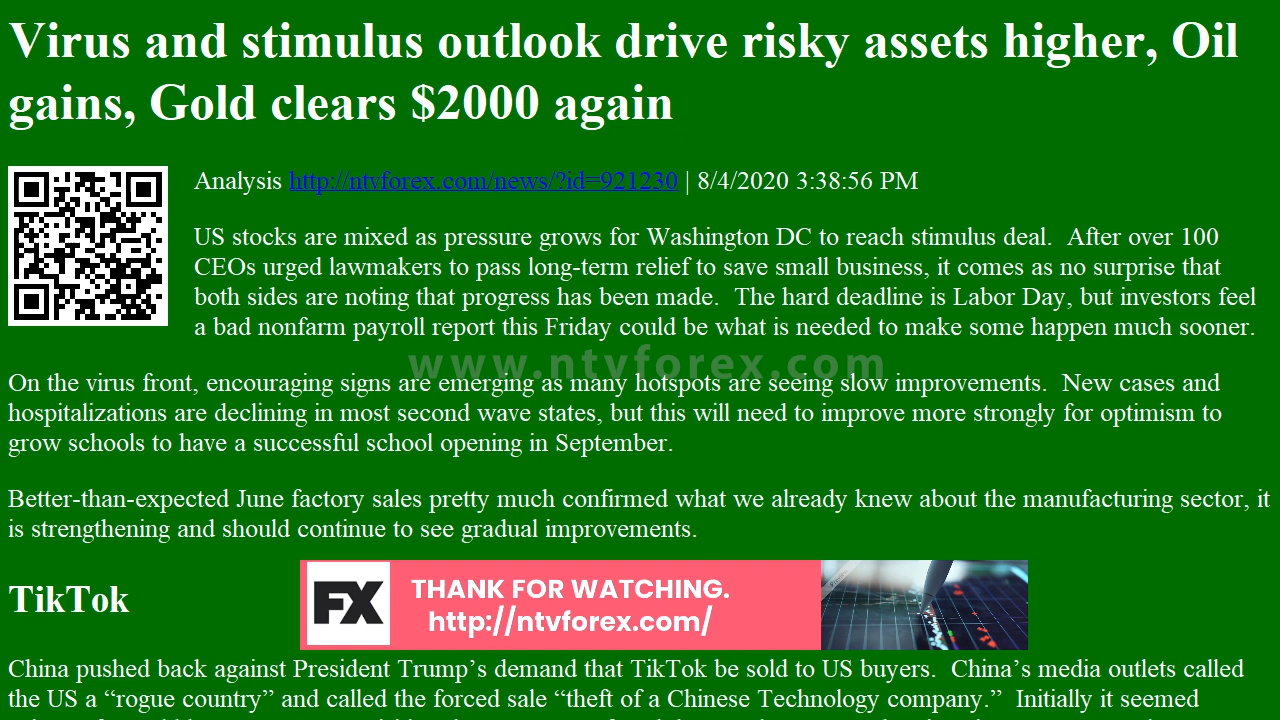 Virus and stimulus outlook drive risky assets higher, Oil
gains, Gold clears $2000 again
Analysis http://ntvforex.com/news/?id=921230 | 8/4/2020 3:38:56 PM
US stocks are mixed as pressure grows for Washington DC to reach stimulus deal.  After over 100
CEOs urged lawmakers to pass long-term relief to save small business, it comes as no surprise that
both sides are noting that progress has been made.  The hard deadline is Labor Day, but investors feel
a bad nonfarm payroll report this Friday could be what is needed to make some happen much sooner.
www.ntvforex.com
On the virus front, encouraging signs are emerging as many hotspots are seeing slow improvements.  New cases and
hospitalizations are declining in most second wave states, but this will need to improve more strongly for optimism to
grow schools to have a successful school opening in September.
Better-than-expected June factory sales pretty much confirmed what we already knew about the manufacturing sector, it
is strengthening and should continue to see gradual improvements.
FX
THANK FOR WATCHING.
http://ntvforex.com/
TikTok
China pushed back against President Trump’s demand that TikTok be sold to US buyers.  China’s media outlets called
the US a “rogue country” and called the forced sale “theft of a Chinese Technology company.”  Initially it seemed